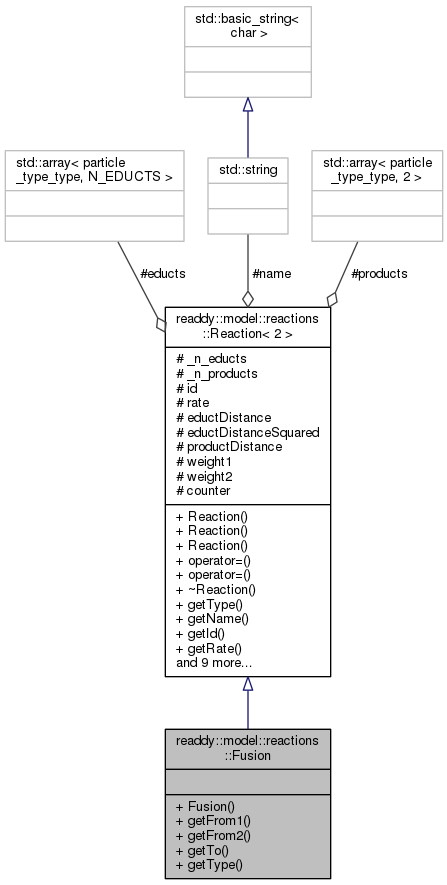 std::basic_string<
char >
std::array< particle
_type_type, N_EDUCTS >
std::string
std::array< particle
_type_type, 2 >
#educts
#name
#products
readdy::model::reactions
::Reaction< 2 >
# _n_educts
# _n_products
# id
# rate
# eductDistance
# eductDistanceSquared
# productDistance
# weight1
# weight2
# counter
+ Reaction()
+ Reaction()
+ Reaction()
+ operator=()
+ operator=()
+ ~Reaction()
+ getType()
+ getName()
+ getId()
+ getRate()
and 9 more...
readdy::model::reactions
::Fusion
+ Fusion()
+ getFrom1()
+ getFrom2()
+ getTo()
+ getType()